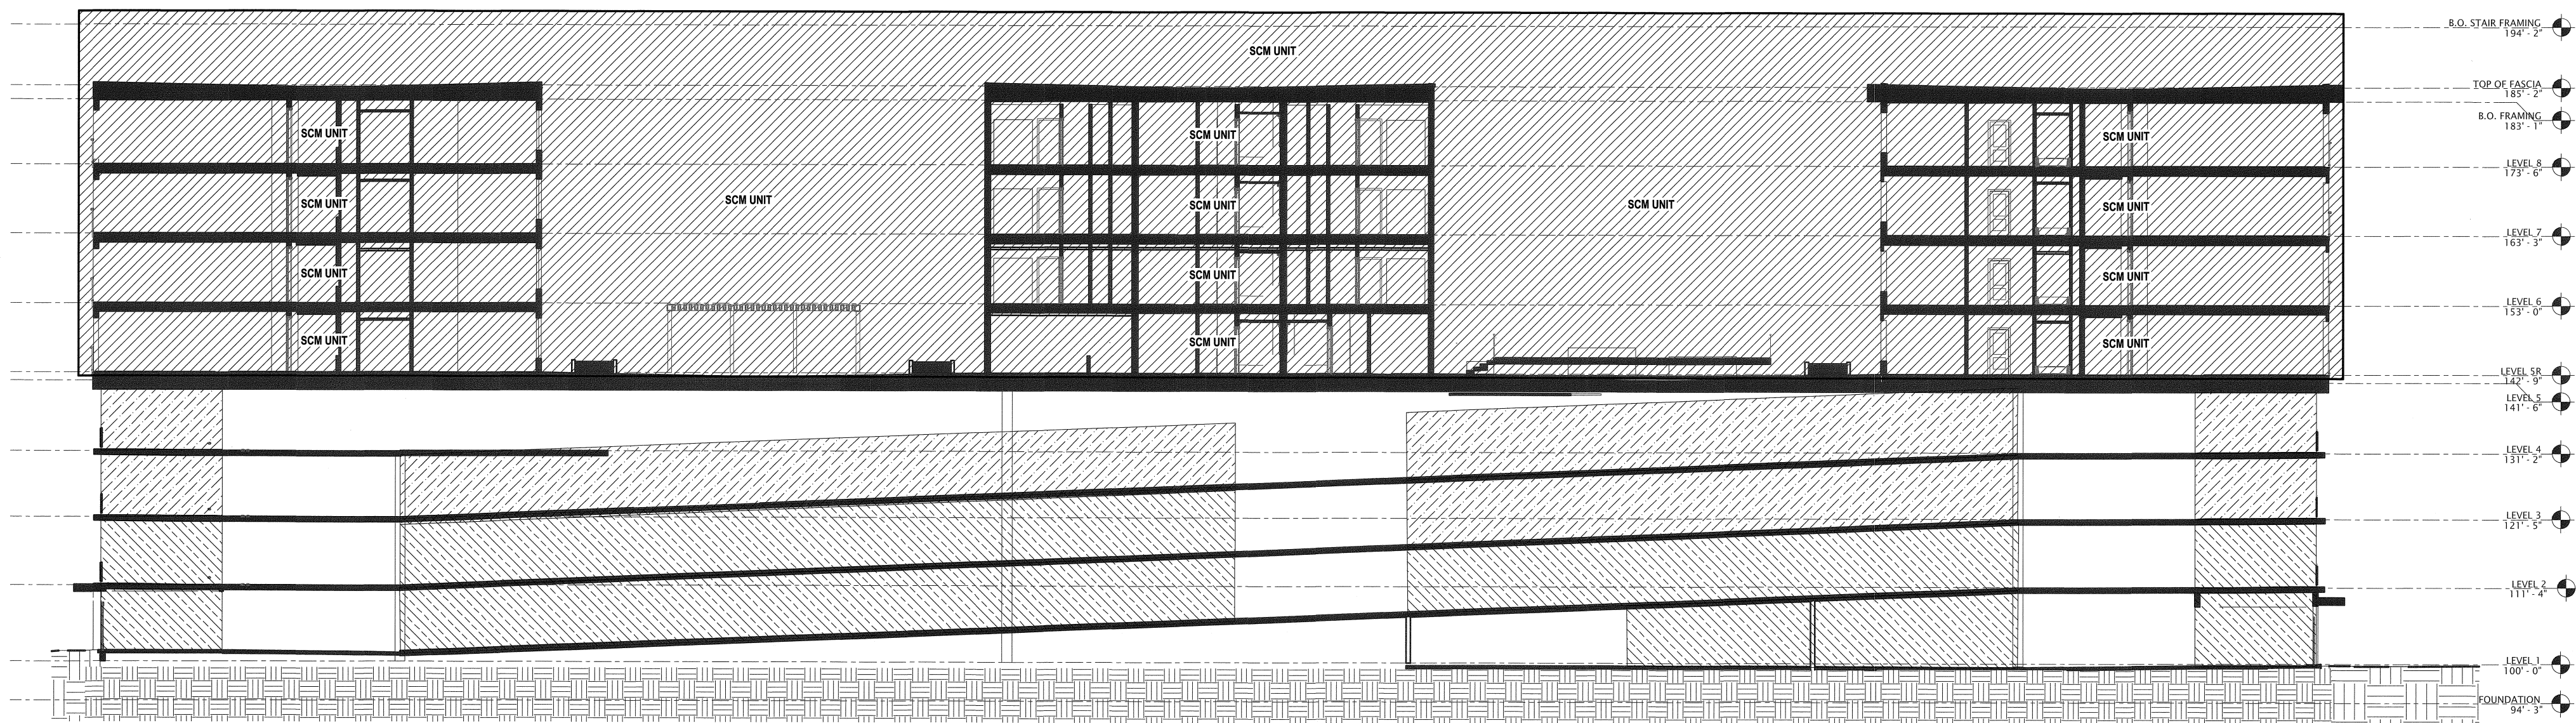 B.O. STAIR FRAMING
194' - 2"
SCM UNIT
TOP OF FASCIA
185' - 2"
B.O. FRAMING
183' - 1"
SCM UNIT
SCM UNIT
SCM UNIT
LEVEL 8
173' - 6"
SCM UNIT
SCM UNIT
SCM UNIT
SCM UNIT
SCM UNIT
LEVEL 7
163' - 3"
SCM UNIT
SCM UNIT
SCM UNIT
LEVEL 6
153' - 0"
SCM UNIT
SCM UNIT
SCM UNIT
LEVEL 5R
142' - 9"
LEVEL 5
141' - 6"
LEVEL 4
131' - 2"
LEVEL 3
121' - 5"
LEVEL 2
111' - 4"
LEVEL 1
100' - 0"
FOUNDATION
94' - 3"